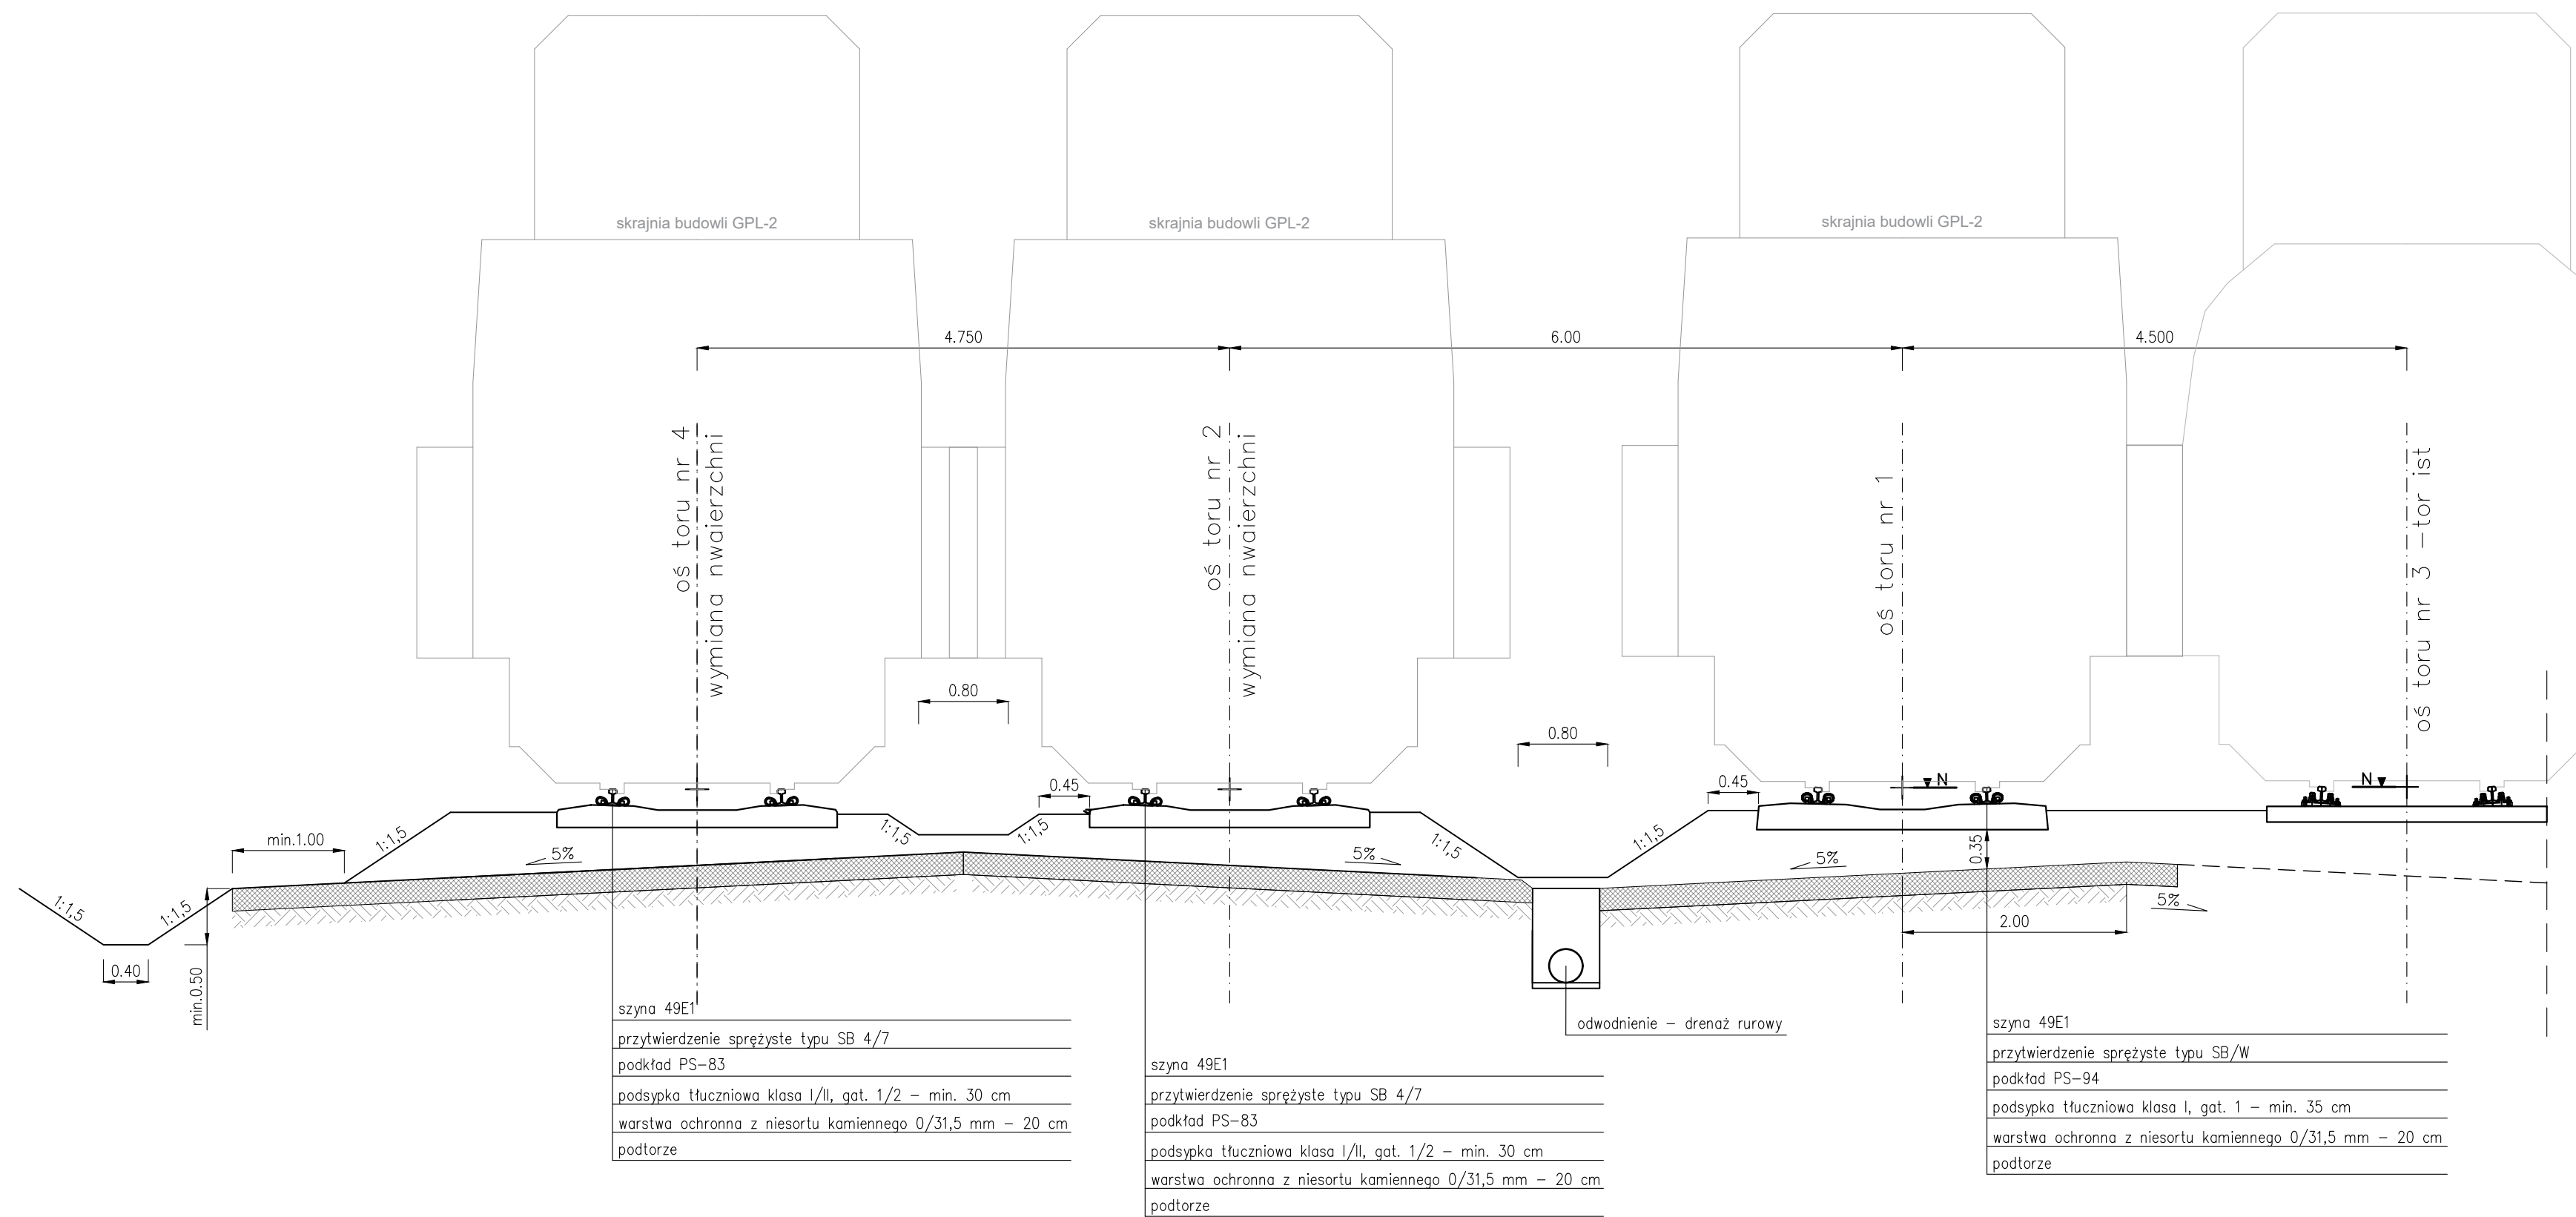 skrajnia budowli GPL-2
skrajnia budowli GPL-2
skrajnia budowli GPL-2
4.750
6.00
4.500
oś toru nr 4
wymiana nwaierzchni
oś toru nr 2
wymiana nwaierzchni
oś toru nr 1
oś toru nr 3 -tor ist
0.80
0.80
0.45
0.45
N
N
min.1.00
1:1,5
1:1,5
1:1,5
1:1,5
1:1,5
5%
5%
5%
0.35
1:1,5
1:1,5
5%
2.00
0.40
min.0.50
szyna 49E1
przytwierdzenie sprężyste typu SB 4/7
podkład PS-83
podsypka tłuczniowa klasa I/II, gat. 1/2 - min. 30 cm
warstwa ochronna z niesortu kamiennego 0/31,5 mm - 20 cm
podtorze
szyna 49E1
przytwierdzenie sprężyste typu SB 4/7
podkład PS-83
podsypka tłuczniowa klasa I/II, gat. 1/2 - min. 30 cm
warstwa ochronna z niesortu kamiennego 0/31,5 mm - 20 cm
podtorze
odwodnienie - drenaż rurowy
szyna 49E1
przytwierdzenie sprężyste typu SB/W
podkład PS-94
podsypka tłuczniowa klasa I, gat. 1 - min. 35 cm
warstwa ochronna z niesortu kamiennego 0/31,5 mm - 20 cm
podtorze